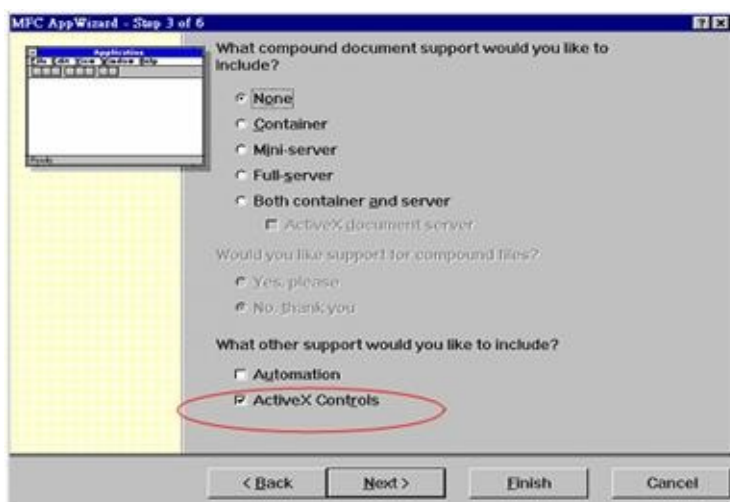 MFC AppWizard - Step 3 of 6
Application
File Edit View Window Help
Ready
What compound document support would you like to
include?
None
Container
Mini-server
Full-server
Both container and server
ActiveX document server
Would you like support for compound files?
Yes, please
No, thank you
What other support would you like to include?
Automation
ActiveX Controls
< Back
Next >
Finish
Cancel